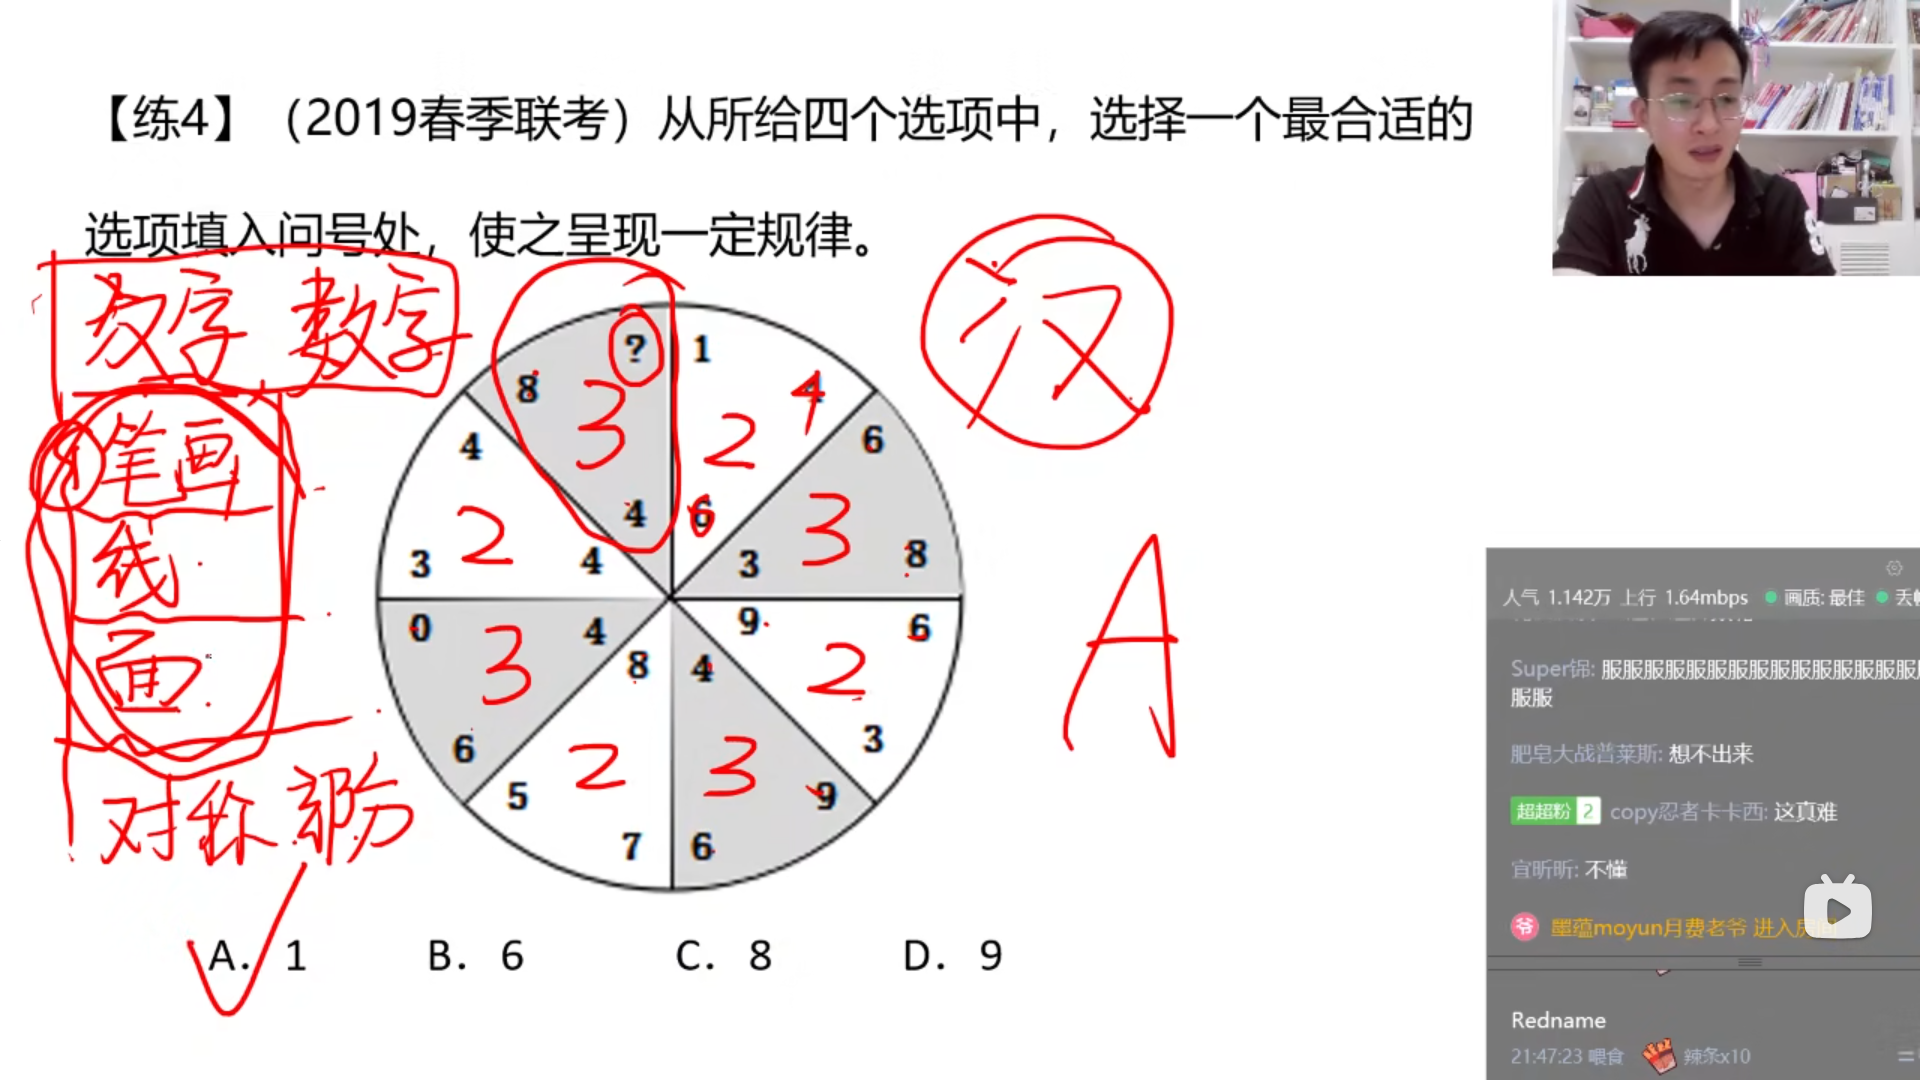 【练4】（2019春季联考）从所给四个选项中，选择一个最合适的
选项填入问号处，使之呈现一定规律。
汉字 数字
笔画
线
面
对称 部分
汉
? 1
8 3 4
4 2 6
3 4 6
2 3
3 4 3 8
0 4 9 6
3 8 4 2
6 2 3 3
5 9
7 6
A
A. 1 B. 6 C. 8 D. 9
人气 1.142万 上行 1.64mbps 画质: 最佳
Super锦: 服服服服服服服服服服服服服服服
服服
肥皂大战普莱斯: 想不出来
超超粉 2 copy忍者卡卡西: 这真难
宜昕昕: 不懂
爷 墨蕴moyun月费老爷 进入房间
Redname
21:47:23 喂食 辣条x10